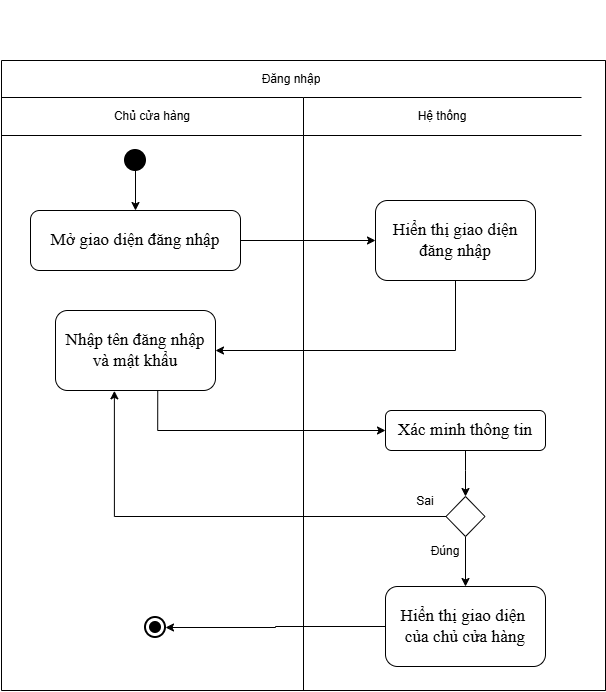 Đăng nhập
Chủ cửa hàng
Hệ thống
Mở giao diện đăng nhập
Hiển thị giao diện
đăng nhập
Nhập tên đăng nhập
và mật khẩu
Xác minh thông tin
Sai
Đúng
Hiển thị giao diện
của chủ cửa hàng